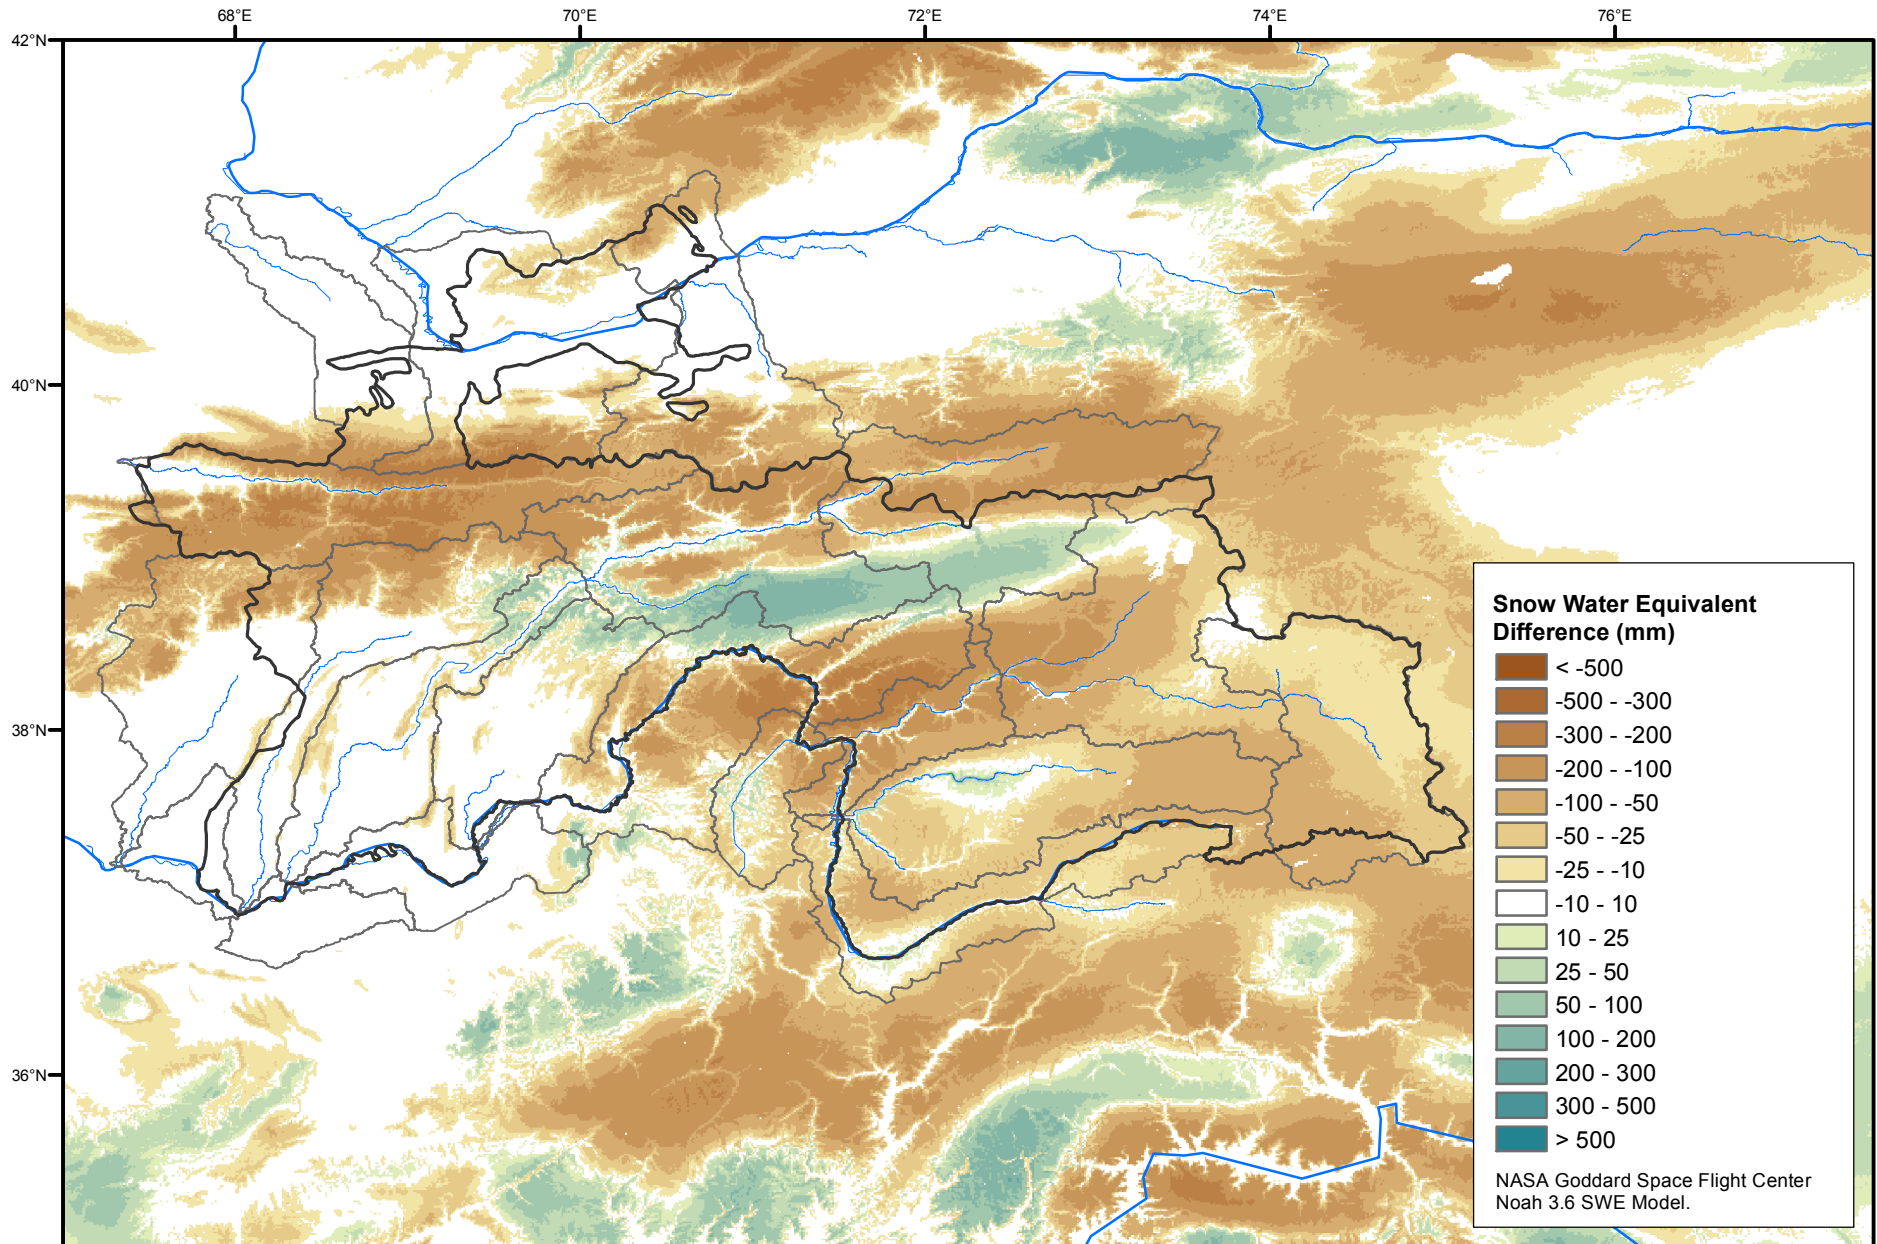 68°E 70°E 72°E 74°E 76°E
42°N
40°N
38°N
36°N
Snow Water Equivalent
Difference (mm)
< -500
-500 - -300
-300 - -200
-200 - -100
-100 - -50
-50 - -25
-25 - -10
-10 - 10
10 - 25
25 - 50
50 - 100
100 - 200
200 - 300
300 - 500
> 500
NASA Goddard Space Flight Center
Noah 3.6 SWE Model.